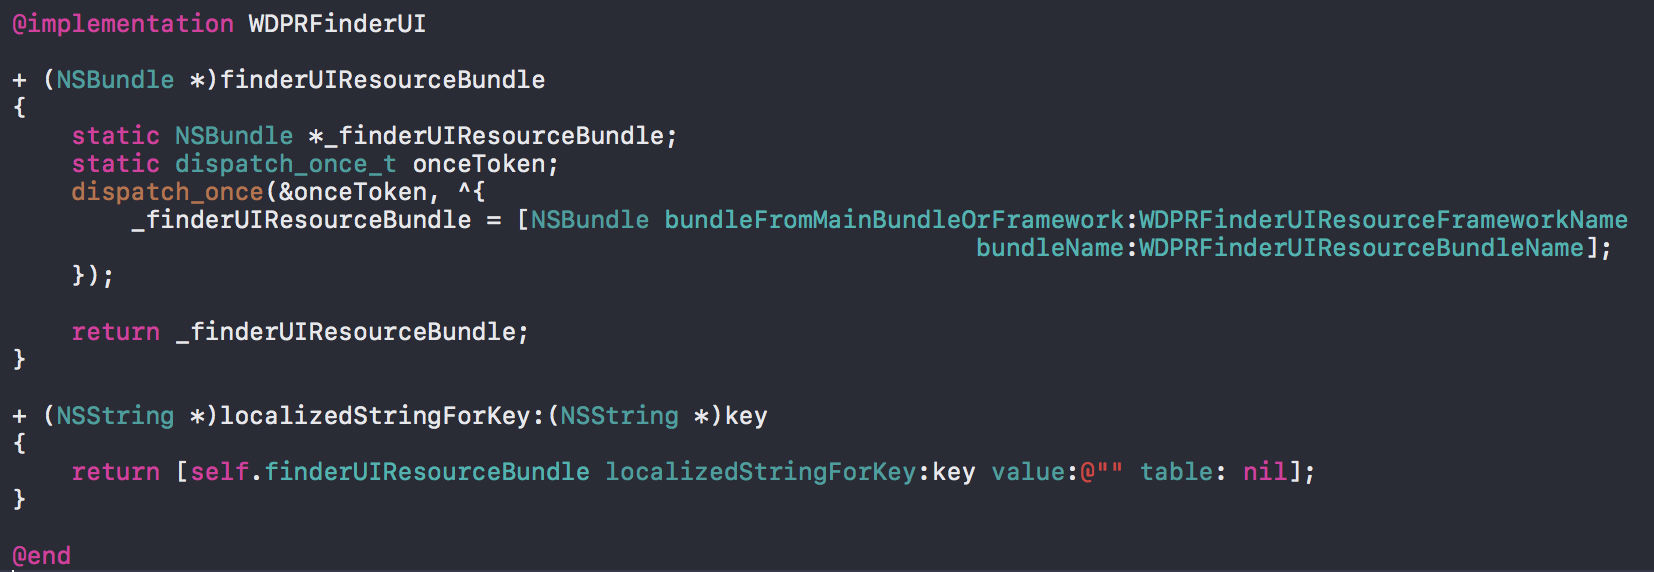 @implementation WDPRFinderUI
+ (NSBundle *)finderUIResourceBundle
{
static NSBundle *_finderUIResourceBundle;
static dispatch_once_t onceToken;
dispatch_once(&onceToken, ^{
_finderUIResourceBundle = [NSBundle bundleFromMainBundleOrFramework:WDPRFinderUIResourceFrameworkName
bundleName:WDPRFinderUIResourceBundleName];
});
return _finderUIResourceBundle;
}
+ (NSString *)localizedStringForKey:(NSString *)key
{
return [self.finderUIResourceBundle localizedStringForKey:key value:@"" table: nil];
}
@end